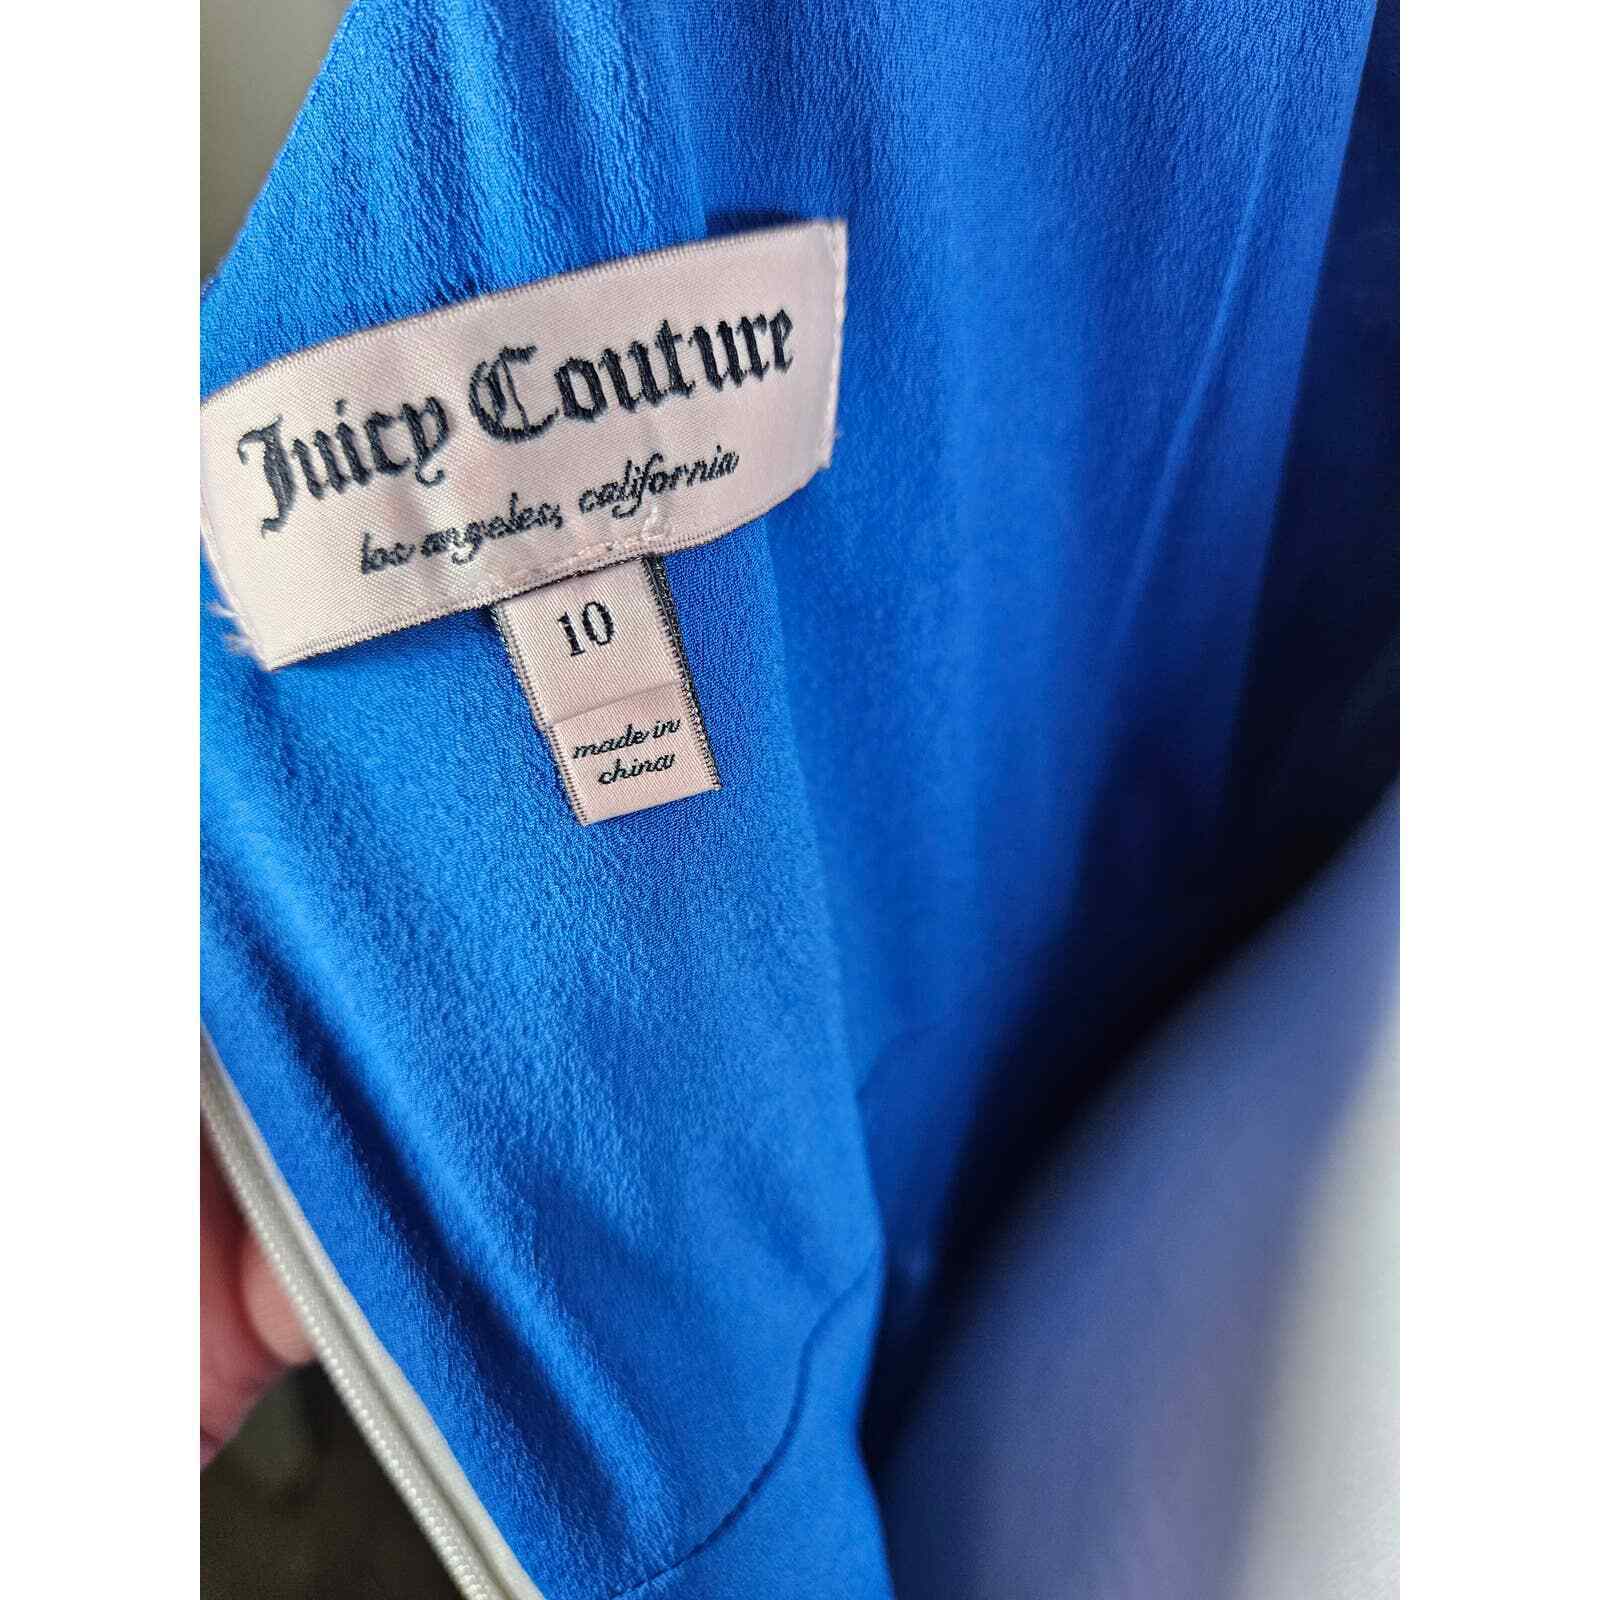 Juicy Couture
los angeles, california
10
made in
china